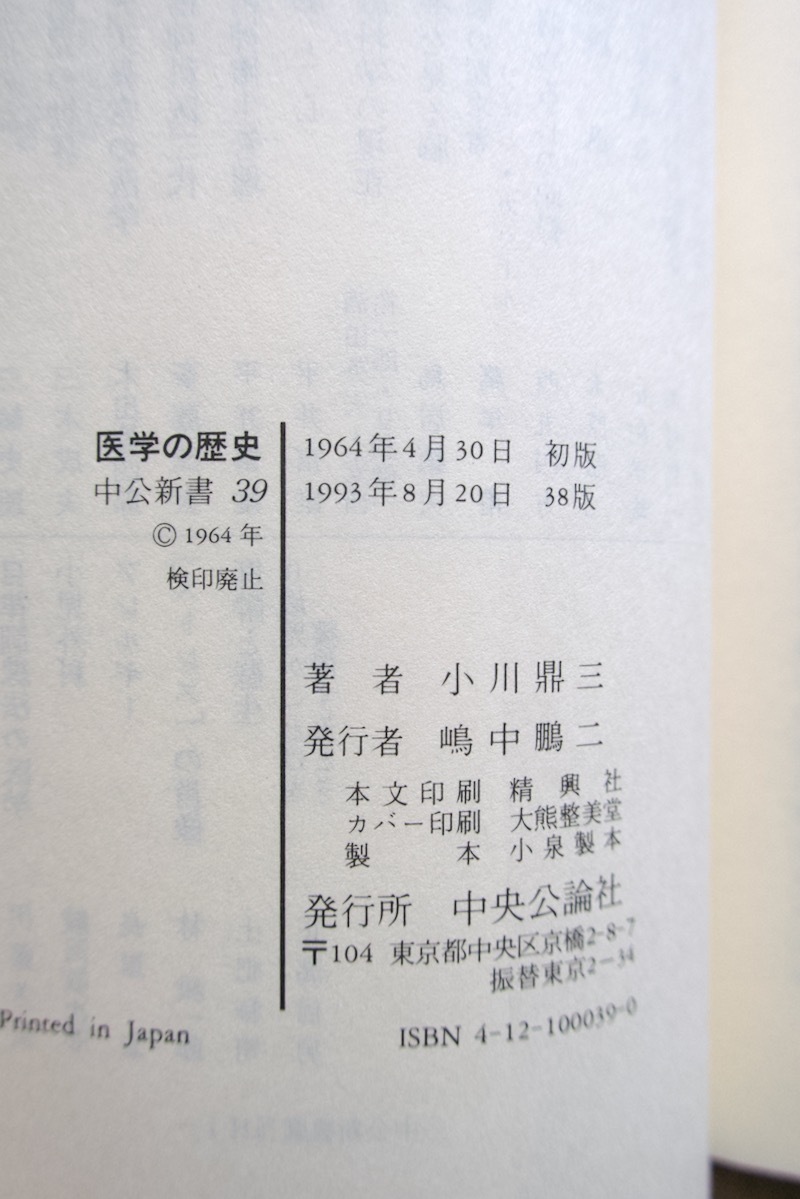 医学の歴史
中公新書 39
© 1964 年
検印廃止
1964年4月30日 初版
1993年8月20日 38版
著 者 小川鼎三
発行者 嶋中鵬二
本文印刷 精興社
カバー印刷 大熊整美堂
製 本 小泉製本
発行所 中央公論社
〒104 東京都中央区京橋2-8-7
振替東京2-34
Printed in Japan
ISBN 4-12-100039-0